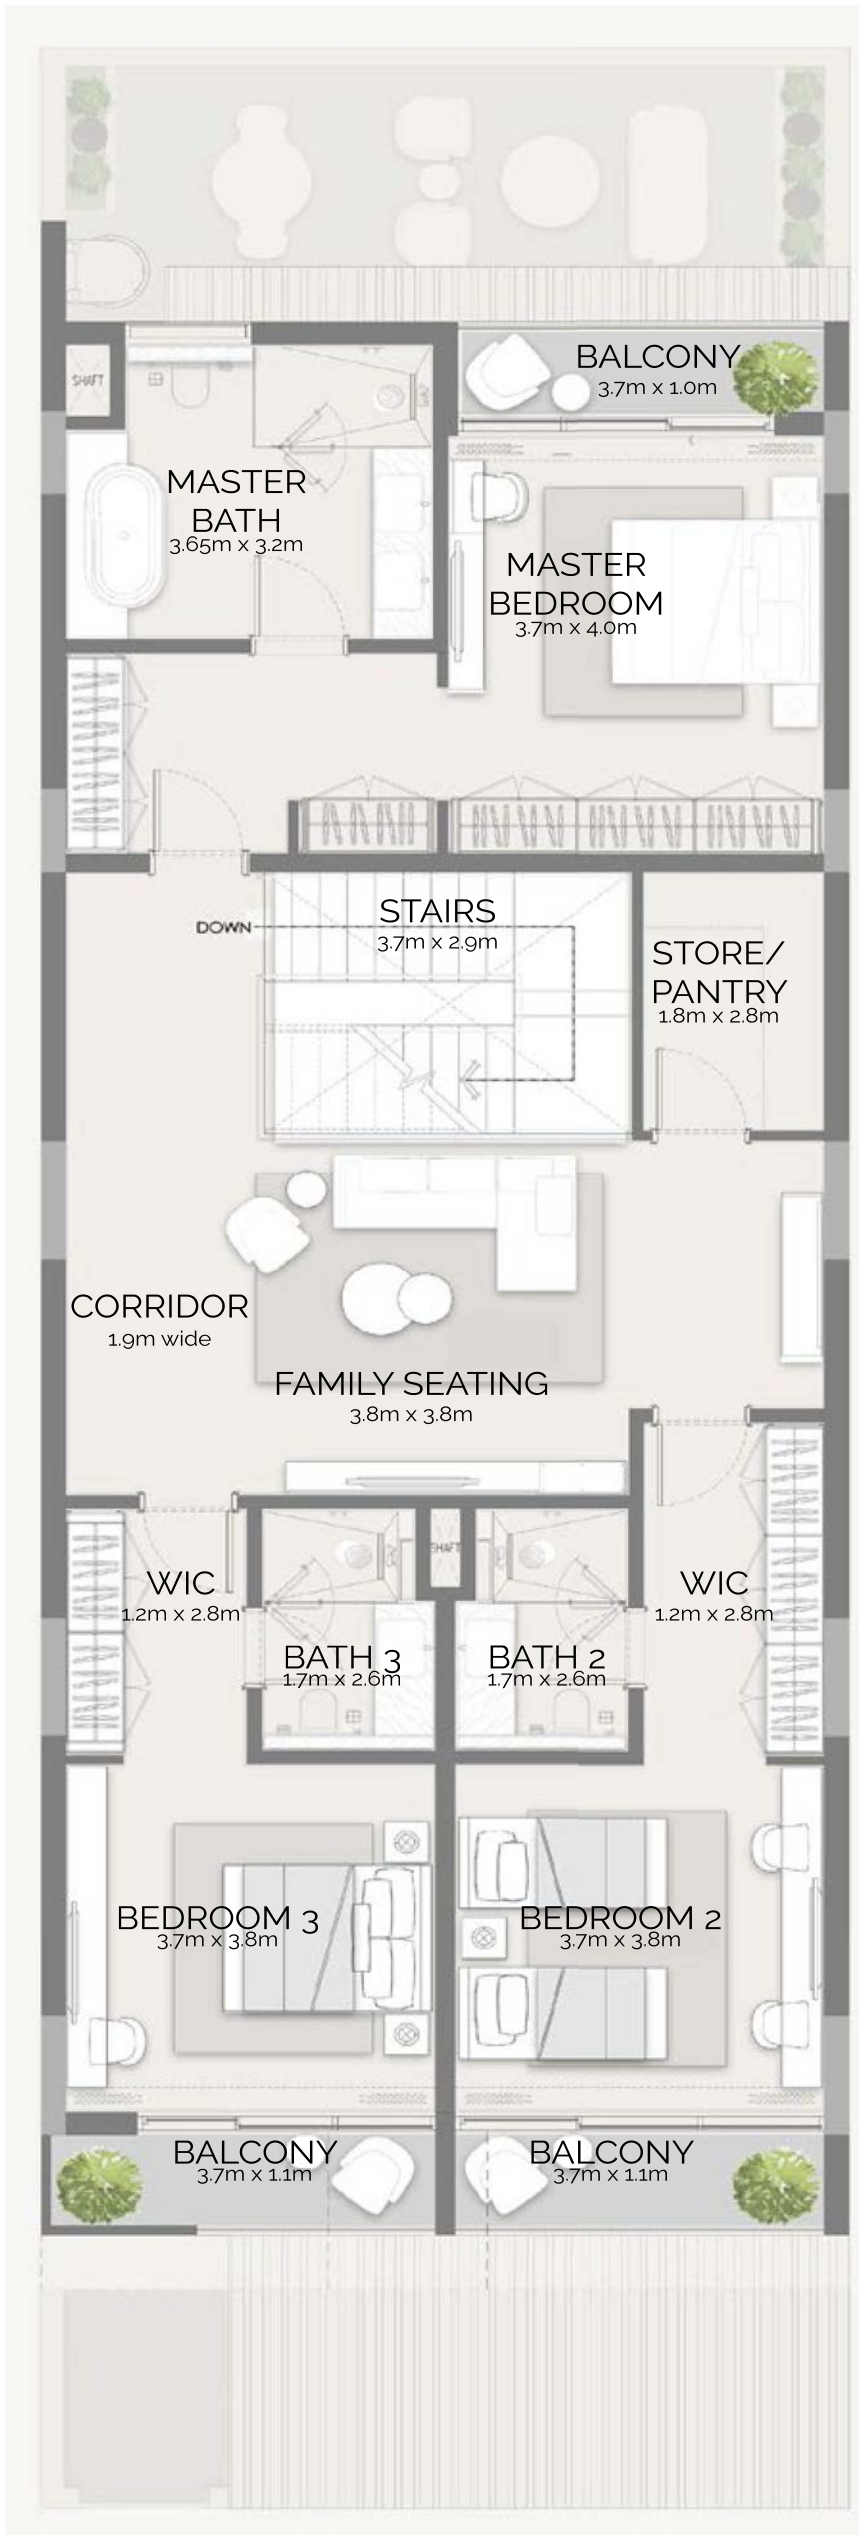 BALCONY
3.7m x 1.0m
SHAFT
MASTER
BATH
3.65m x 3.2m
MASTER
BEDROOM
3.7m x 4.0m
STAIRS
3.7m x 2.9m
DOWN
STORE/
PANTRY
1.8m x 2.8m
CORRIDOR
1.9m wide
FAMILY SEATING
3.8m x 3.8m
SHAFT
WIC
1.2m x 2.8m
WIC
1.2m x 2.8m
BATH 3
1.7m x 2.6m
BATH 2
1.7m x 2.6m
BEDROOM 3
3.7m x 3.8m
BEDROOM 2
3.7m x 3.8m
BALCONY
3.7m x 1.1m
BALCONY
3.7m x 1.1m